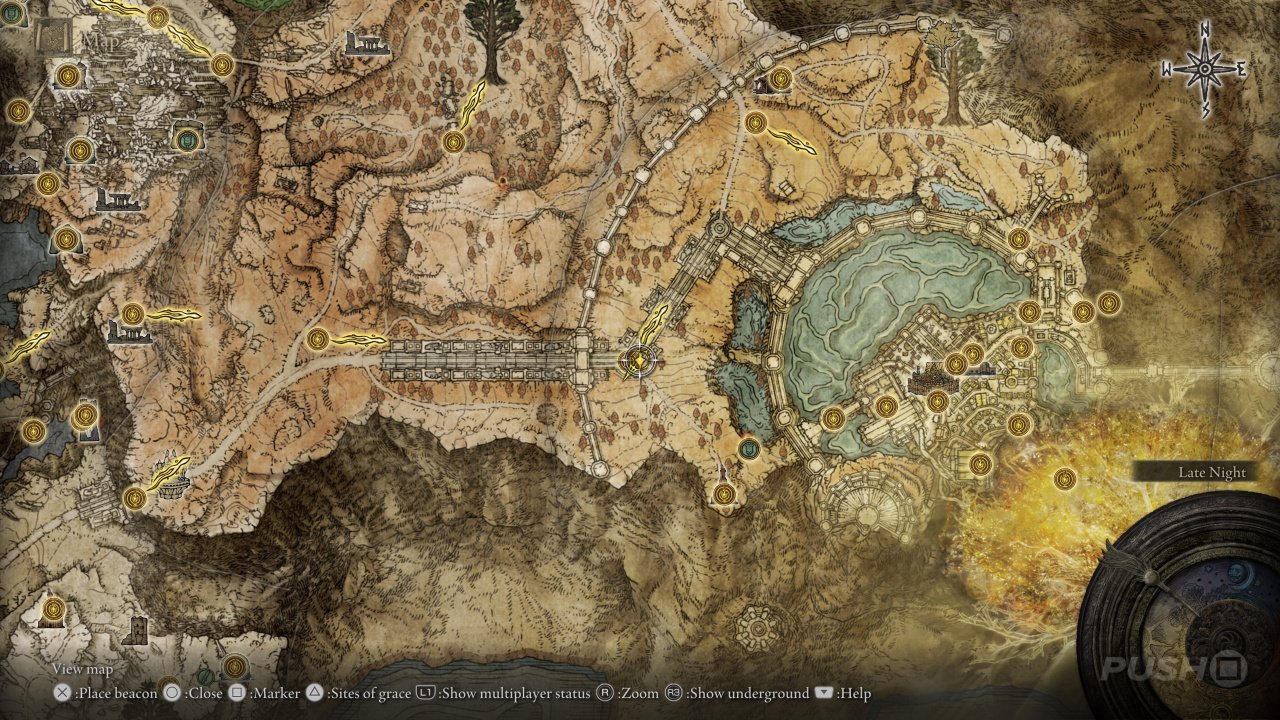 Map
N
W E
S
Late Night
View map
:Place beacon :Close :Marker :Sites of grace L1 :Show multiplayer status R :Zoom R3 :Show underground :Help
PUSH